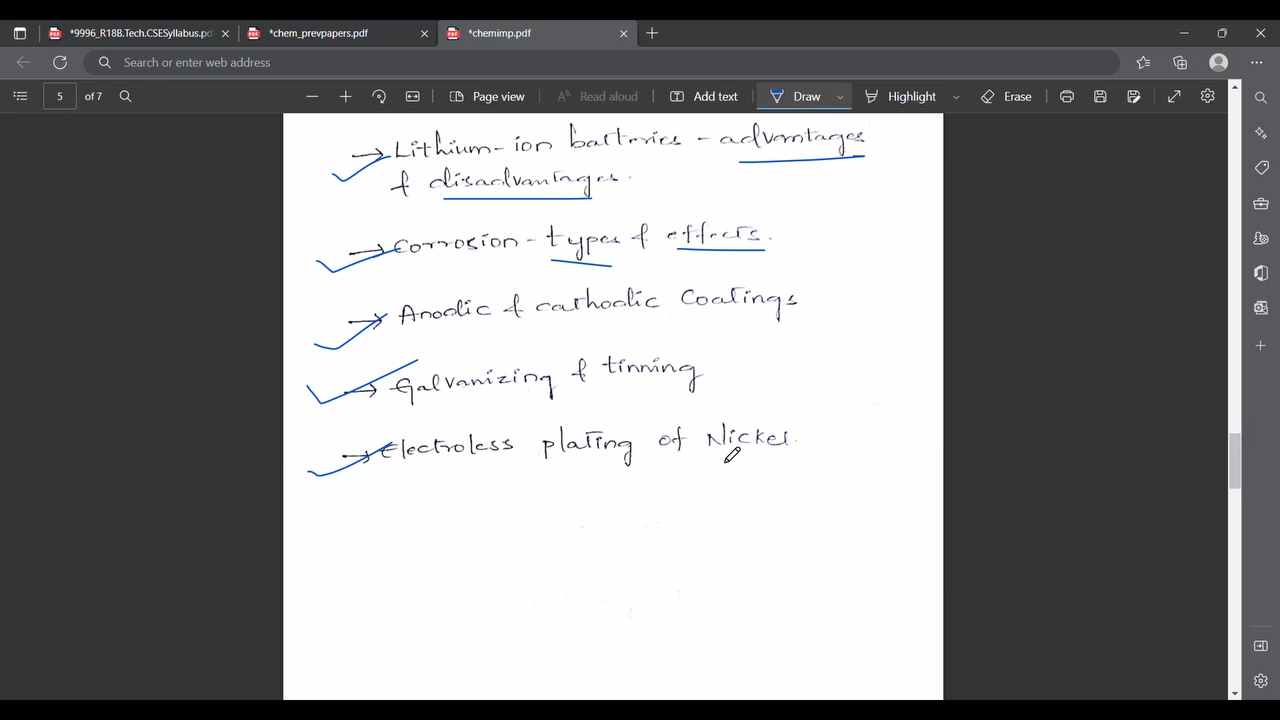 *9996_R18B.Tech.CSESyllabus.pd
*chem_prevpapers.pdf
*chemimp.pdf
Search or enter web address
5 of 7
Page view
Read aloud
Add text
Draw
Highlight
Erase
→ Lithium-ion batteries - advantages
& disadvantages.
→ Corrosion - types & effects.
→ Anodic & cathodic Coatings
→ Galvanizing & tinning
→ Electroless plating of Nickel.